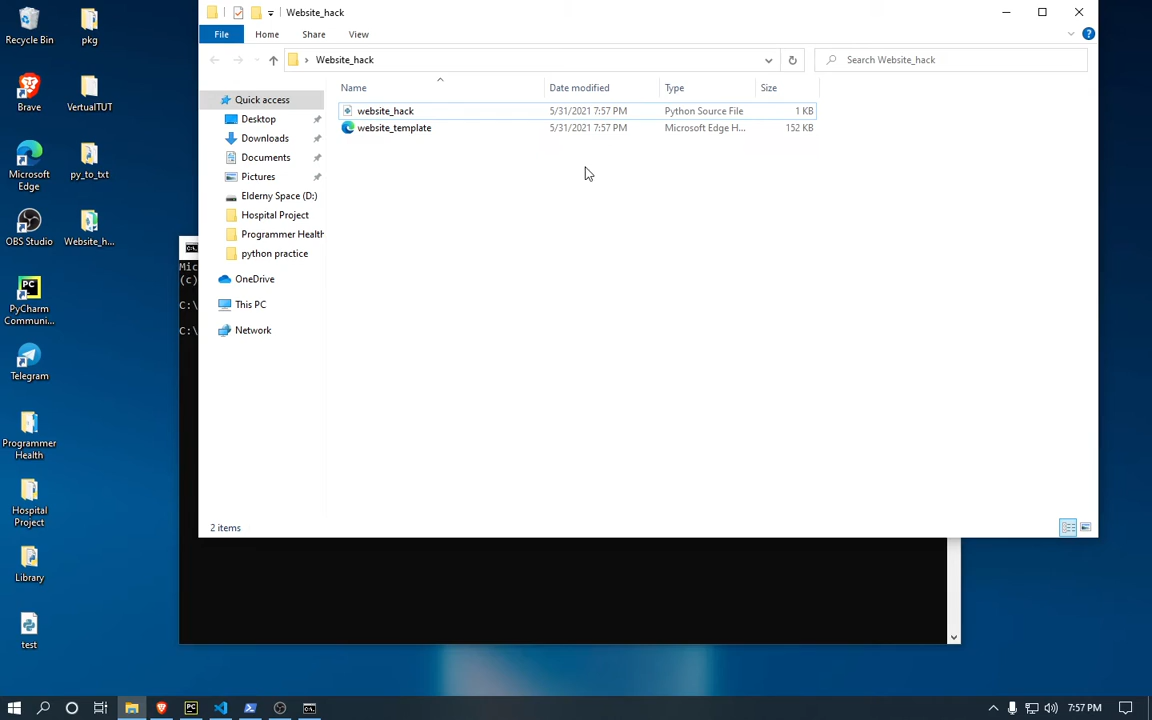 Website_hack
File Home Share View
Website_hack
Search Website_hack
Name Date modified Type Size
website_hack 5/31/2021 7:57 PM Python Source File 1 KB
website_template 5/31/2021 7:57 PM Microsoft Edge H... 152 KB
Quick access
Desktop
Downloads
Documents
Pictures
Elderny Space (D:)
Hospital Project
Programmer Health
python practice
OneDrive
This PC
Network
2 items
Recycle Bin
pkg
Brave
VertualTUT
Microsoft
Edge
py_to_txt
OBS Studio
Website_h...
PyCharm
Communi...
Telegram
Programmer
Health
Hospital
Project
Library
test
Mic
(c)
C:\
C:\
7:57 PM